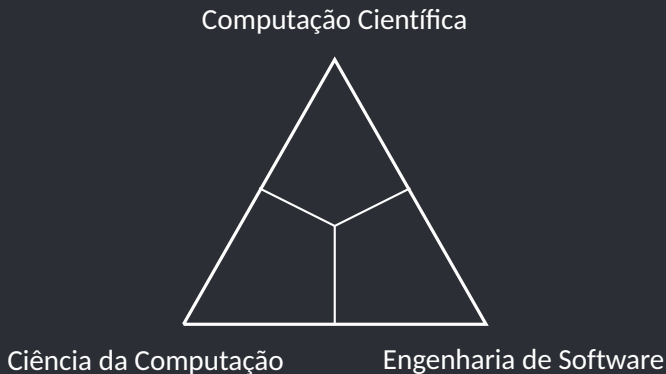 Computação Científica
Ciência da Computação
Engenharia de Software